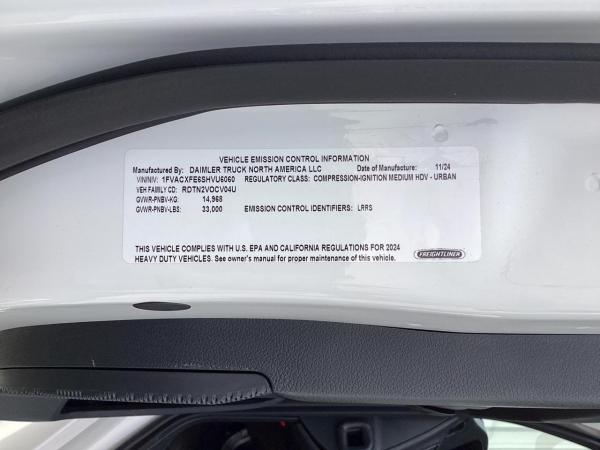 VEHICLE EMISSION CONTROL INFORMATION
Manufactured By: DAIMLER TRUCK NORTH AMERICA LLC Date of Manufacture: 11/24
VIN/NIV: 1FVACXFE6SHVU6060 REGULATORY CLASS: COMPRESSION-IGNITION MEDIUM HDV - URBAN
VEH FAMILY CD: RDTN2VOCV04U
GVWR-PNBV-KG: 14,968
GVWR-PNBV-LBS: 33,000 EMISSION CONTROL IDENTIFIERS: LRRS
THIS VEHICLE COMPLIES WITH U.S. EPA AND CALIFORNIA REGULATIONS FOR 2024
HEAVY DUTY VEHICLES. See owner's manual for proper maintenance of this vehicle.
FREIGHTLINER